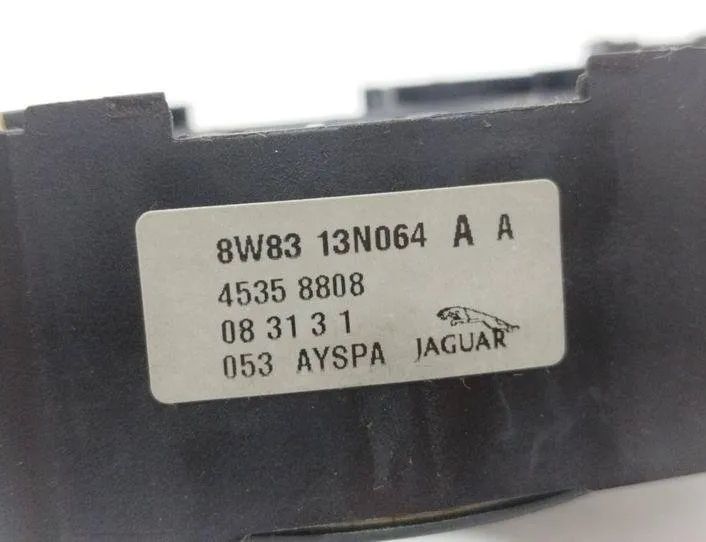 8W83 13N064 A A
4535 8808
08 31 3 1
053 AYSPA JAGUAR